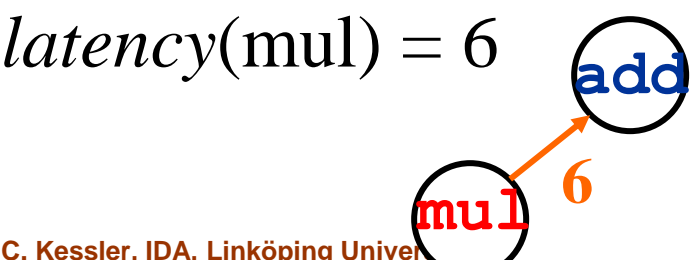 latency(mul) = 6
add
6
mul
C. Kessler, IDA, Linköping